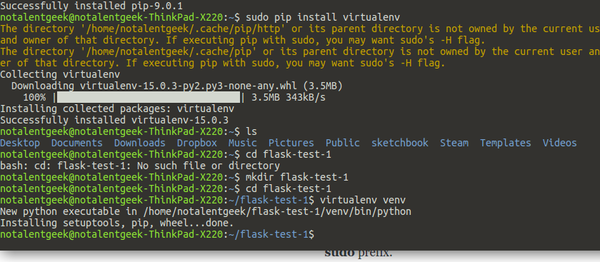 Successfully installed pip-9.0.1
notalentgeek@notalentgeek-ThinkPad-X220:~$ sudo pip install virtualenv
The directory '/home/notalentgeek/.cache/pip/http' or its parent directory is not owned by the current us
and owner of that directory. If executing pip with sudo, you may want sudo's -H flag.
The directory '/home/notalentgeek/.cache/pip' or its parent directory is not owned by the current user an
er of that directory. If executing pip with sudo, you may want sudo's -H flag.
Collecting virtualenv
Downloading virtualenv-15.0.3-py2.py3-none-any.whl (3.5MB)
100% |████████████████████████████████| 3.5MB 343kB/s
Installing collected packages: virtualenv
Successfully installed virtualenv-15.0.3
notalentgeek@notalentgeek-ThinkPad-X220:~$ ls
Desktop Documents Downloads Dropbox Music Pictures Public sketchbook Steam Templates Videos
notalentgeek@notalentgeek-ThinkPad-X220:~$ cd flask-test-1
bash: cd: flask-test-1: No such file or directory
notalentgeek@notalentgeek-ThinkPad-X220:~$ mkdir flask-test-1
notalentgeek@notalentgeek-ThinkPad-X220:~$ cd flask-test-1
notalentgeek@notalentgeek-ThinkPad-X220:~/flask-test-1$ virtualenv venv
New python executable in /home/notalentgeek/flask-test-1/venv/bin/python
Installing setuptools, pip, wheel...done.
notalentgeek@notalentgeek-ThinkPad-X220:~/flask-test-1$
sudo prefix.